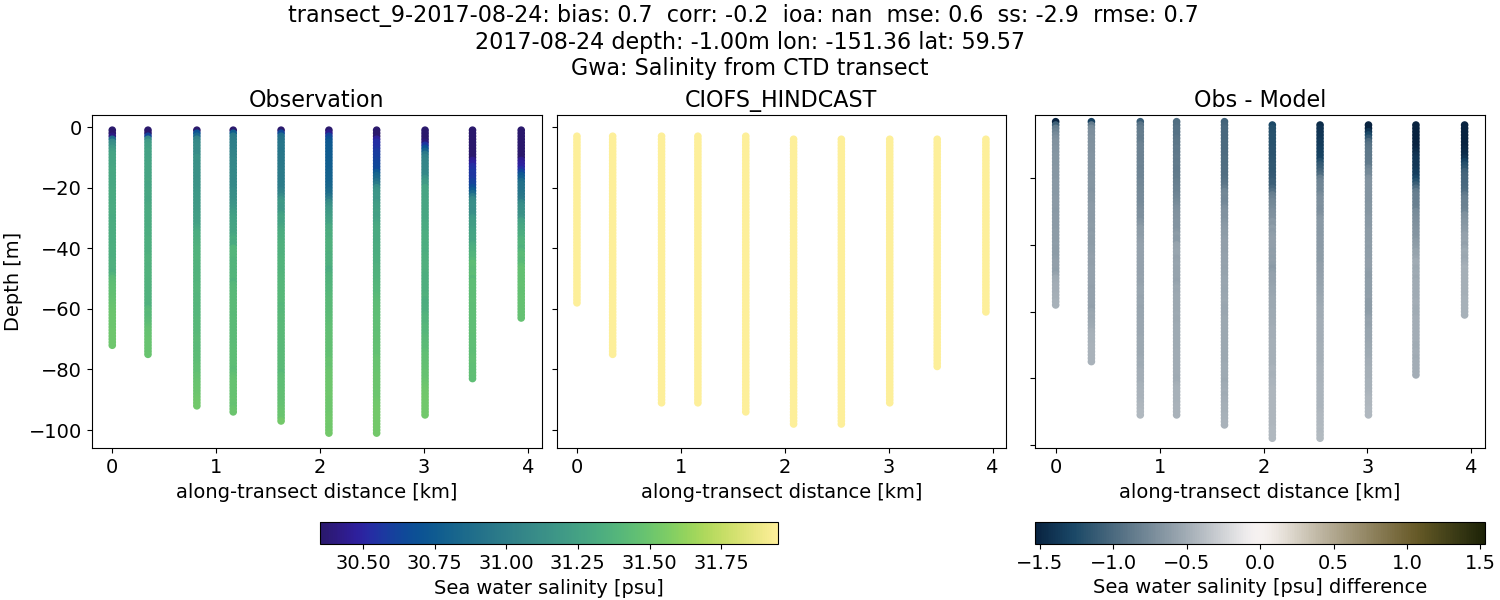 transect_9-2017-08-24: bias: 0.7  corr: -0.2  ioa: nan  mse: 0.6  ss: -2.9  rmse: 0.7
2017-08-24 depth: -1.00m lon: -151.36 lat: 59.57
Gwa: Salinity from CTD transect
Observation
CIOFS_HINDCAST
Obs - Model
0
−20
−40
−60
−80
−100
Depth [m]
0 1 2 3 4
0 1 2 3 4
0 1 2 3 4
along-transect distance [km]
along-transect distance [km]
along-transect distance [km]
30.50 30.75 31.00 31.25 31.50 31.75
Sea water salinity [psu]
−1.5 −1.0 −0.5 0.0 0.5 1.0 1.5
Sea water salinity [psu] difference